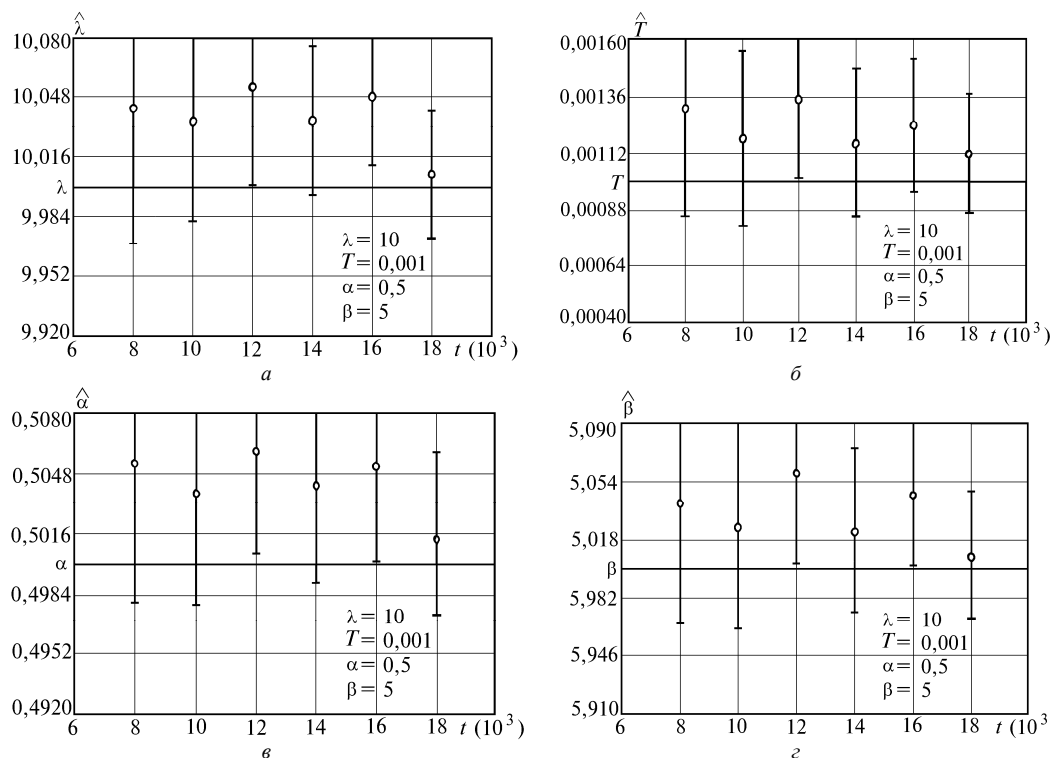 λ̂
10,080
10,048
10,016
λ
9,984
9,952
9,920
λ = 10
T = 0,001
α = 0,5
β = 5
6 8 10 12 14 16 18 t (10³)
а
T̂
0,00160
0,00136
0,00112
T
0,00088
0,00064
0,00040
λ = 10
T = 0,001
α = 0,5
β = 5
6 8 10 12 14 16 18 t (10³)
б
α̂
0,5080
0,5048
0,5016
α
0,4984
0,4952
0,4920
λ = 10
T = 0,001
α = 0,5
β = 5
6 8 10 12 14 16 18 t (10³)
в
β̂
5,090
5,054
5,018
β
5,982
5,946
5,910
λ = 10
T = 0,001
α = 0,5
β = 5
6 8 10 12 14 16 18 t (10³)
г